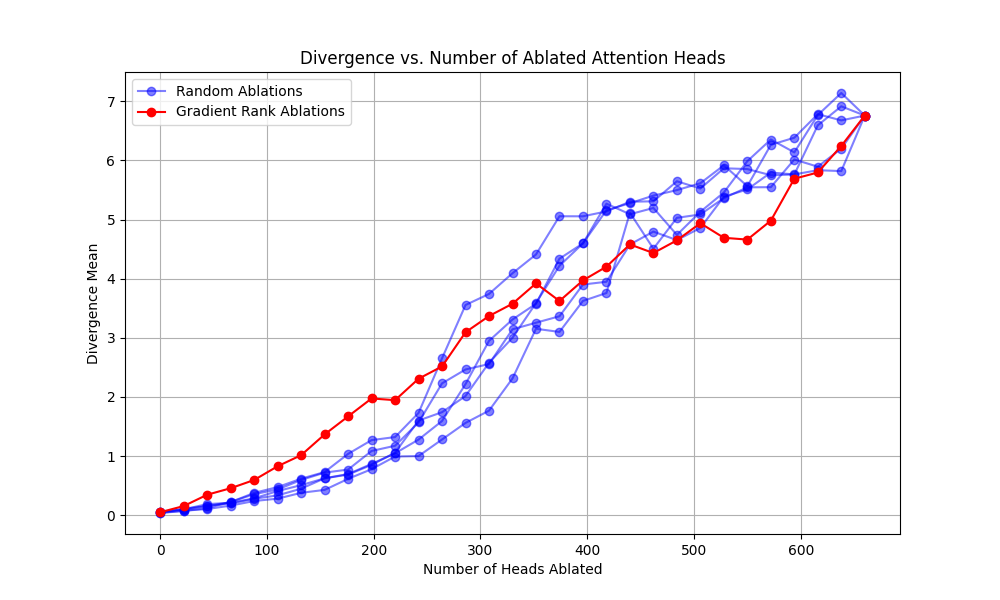 Divergence vs. Number of Ablated Attention Heads
Random Ablations
Gradient Rank Ablations
Divergence Mean
7
6
5
4
3
2
1
0
0 100 200 300 400 500 600
Number of Heads Ablated